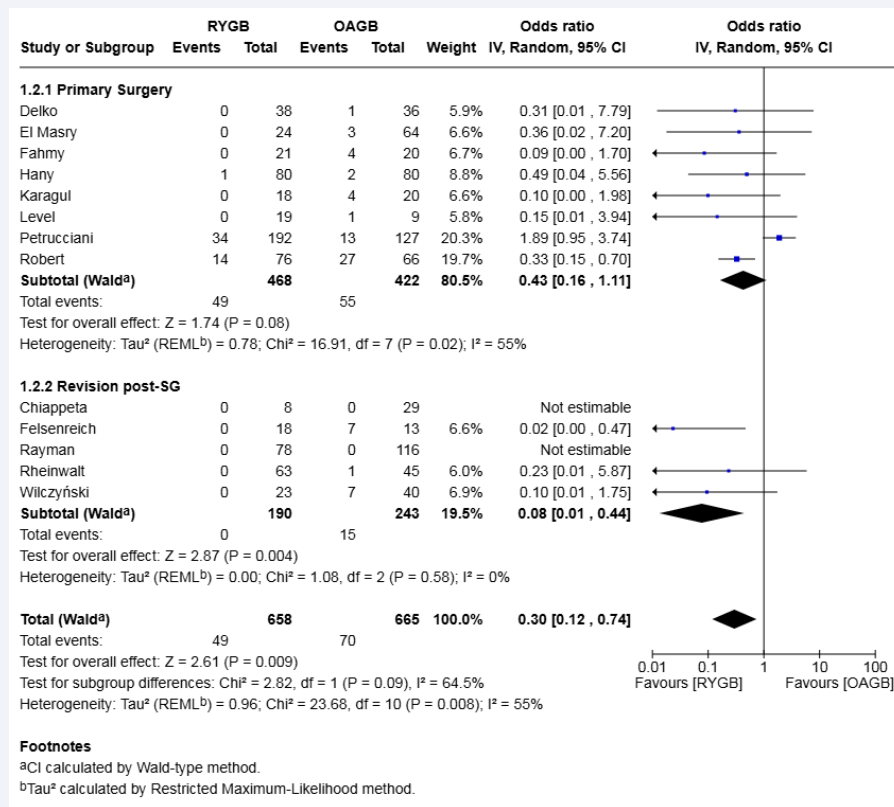 RYGB OAGB Odds ratio Odds ratio
Study or Subgroup Events Total Events Total Weight IV, Random, 95% CI IV, Random, 95% CI
1.2.1 Primary Surgery
Delko 0 38 1 36 5.9% 0.31 [0.01 , 7.79]
El Masry 0 24 3 64 6.6% 0.36 [0.02 , 7.20]
Fahmy 0 21 4 20 6.7% 0.09 [0.00 , 1.70]
Hany 1 80 2 80 8.8% 0.49 [0.04 , 5.56]
Karagul 0 18 4 20 6.8% 0.10 [0.00 , 1.98]
Level 0 19 1 9 5.8% 0.15 [0.01 , 3.94]
Petrucciani 34 192 13 127 20.3% 1.89 [0.95 , 3.74]
Robert 14 76 27 66 19.7% 0.33 [0.15 , 0.70]
Subtotal (Waldᵃ) 468 422 80.5% 0.43 [0.16 , 1.11]
Total events: 49 55
Test for overall effect: Z = 1.74 (P = 0.08)
Heterogeneity: Tau² (REMLᵇ) = 0.78; Chi² = 16.91, df = 7 (P = 0.02); I² = 55%
1.2.2 Revision post-SG
Chiappeta 0 8 0 29 Not estimable
Felsenreich 0 18 7 13 6.6% 0.02 [0.00 , 0.47]
Rayman 0 78 0 116 Not estimable
Rheinwalt 0 63 1 45 6.0% 0.23 [0.01 , 5.87]
Wilczyński 0 23 7 40 6.9% 0.10 [0.01 , 1.75]
Subtotal (Waldᵃ) 190 243 19.5% 0.08 [0.01 , 0.44]
Total events: 0 15
Test for overall effect: Z = 2.87 (P = 0.004)
Heterogeneity: Tau² (REMLᵇ) = 0.00; Chi² = 1.08, df = 2 (P = 0.58); I² = 0%
Total (Waldᵃ) 658 665 100.0% 0.30 [0.12 , 0.74]
Total events: 49 70
Test for overall effect: Z = 2.61 (P = 0.009)
Test for subgroup differences: Chi² = 2.82, df = 1 (P = 0.09), I² = 64.5%
Heterogeneity: Tau² (REMLᵇ) = 0.96; Chi² = 23.68, df = 10 (P = 0.008); I² = 55%
0.01 0.1 1 10 100
Favours [RYGB] Favours [OAGB]
Footnotes
ᵃCI calculated by Wald-type method.
ᵇTau² calculated by Restricted Maximum-Likelihood method.